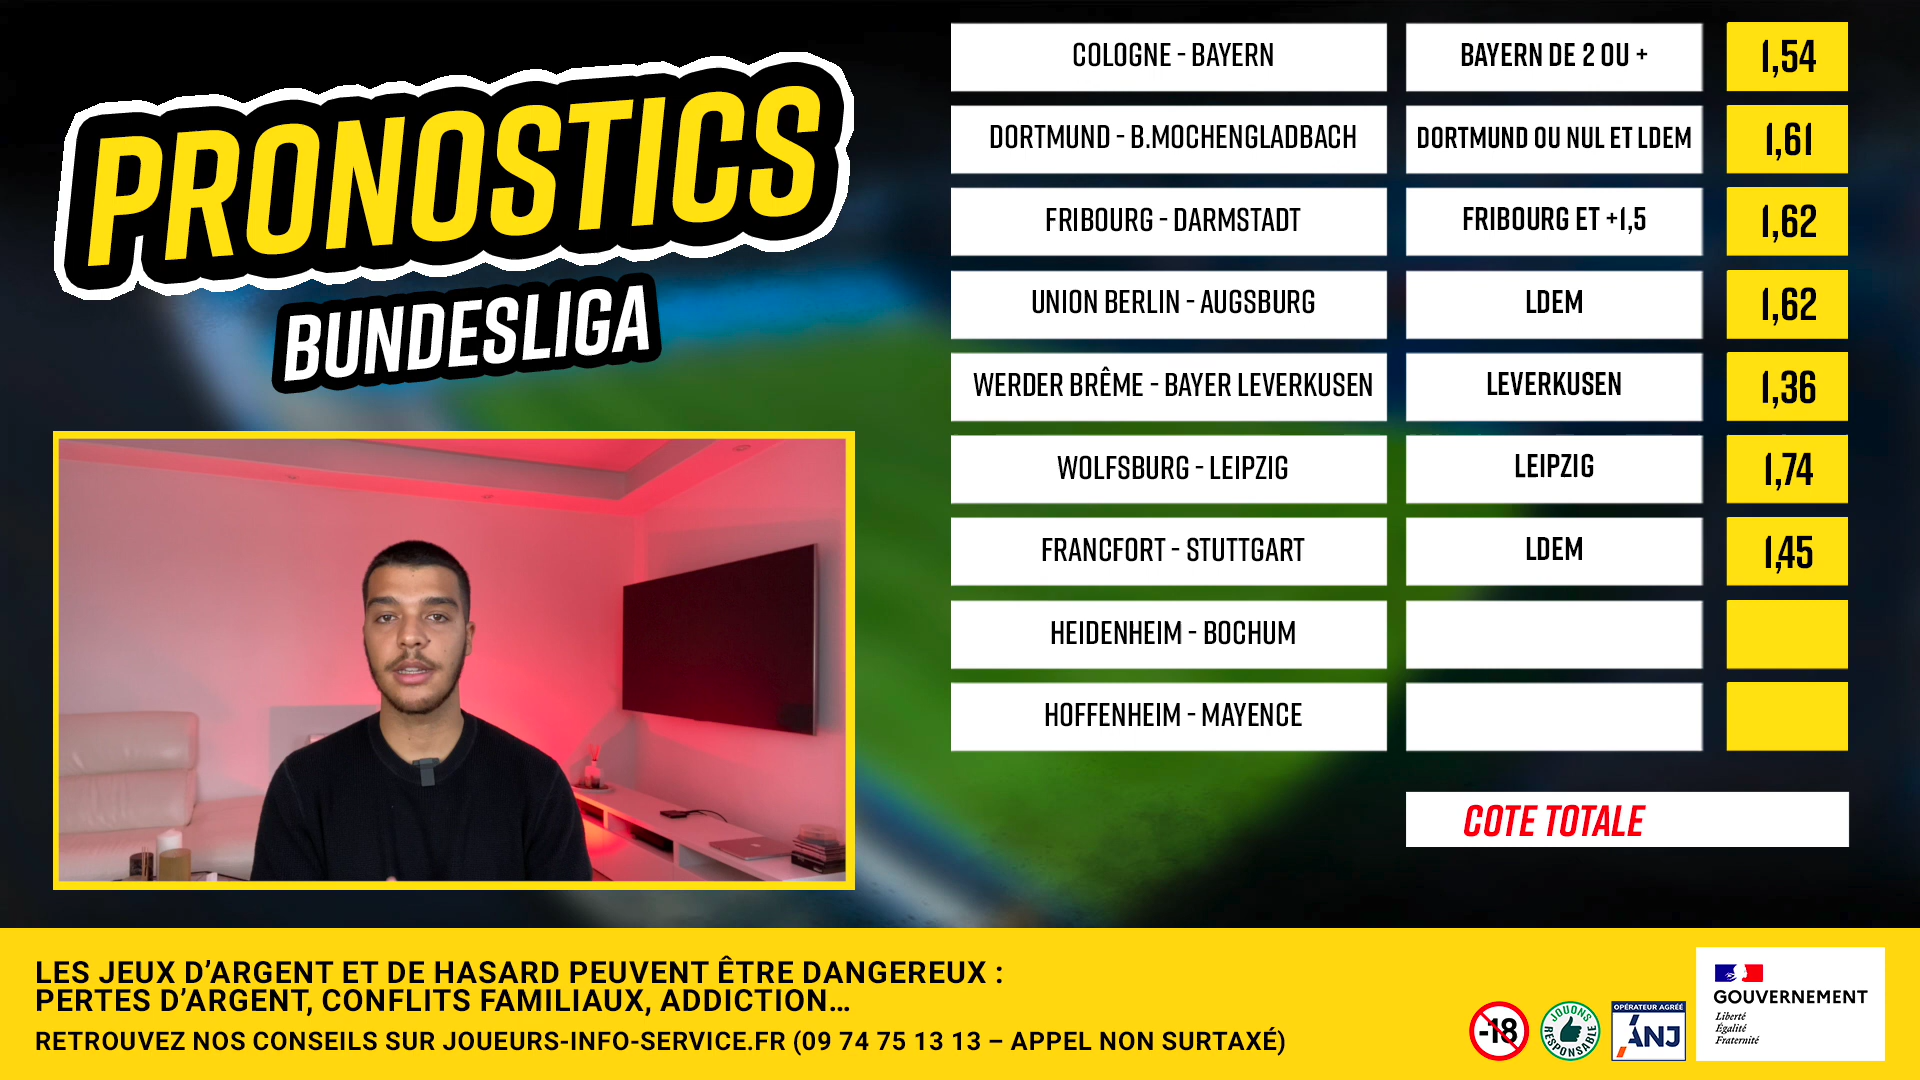 PRONOSTICS
BUNDESLIGA
COLOGNE - BAYERN BAYERN DE 2 OU + 1,54
DORTMUND - B.MOCHENGLADBACH DORTMUND OU NUL ET LDEM 1,61
FRIBOURG - DARMSTADT FRIBOURG ET +1,5 1,62
UNION BERLIN - AUGSBURG LDEM 1,62
WERDER BRÊME - BAYER LEVERKUSEN LEVERKUSEN 1,36
WOLFSBURG - LEIPZIG LEIPZIG 1,74
FRANCFORT - STUTTGART LDEM 1,45
HEIDENHEIM - BOCHUM
HOFFENHEIM - MAYENCE
COTE TOTALE
LES JEUX D’ARGENT ET DE HASARD PEUVENT ÊTRE DANGEREUX :
PERTES D’ARGENT, CONFLITS FAMILIAUX, ADDICTION…
RETROUVEZ NOS CONSEILS SUR JOUEURS-INFO-SERVICE.FR (09 74 75 13 13 – APPEL NON SURTAXÉ)
-18
JOUONS
RESPONSABLE
OPÉRATEUR AGRÉÉ
ANJ
GOUVERNEMENT
Liberté
Égalité
Fraternité